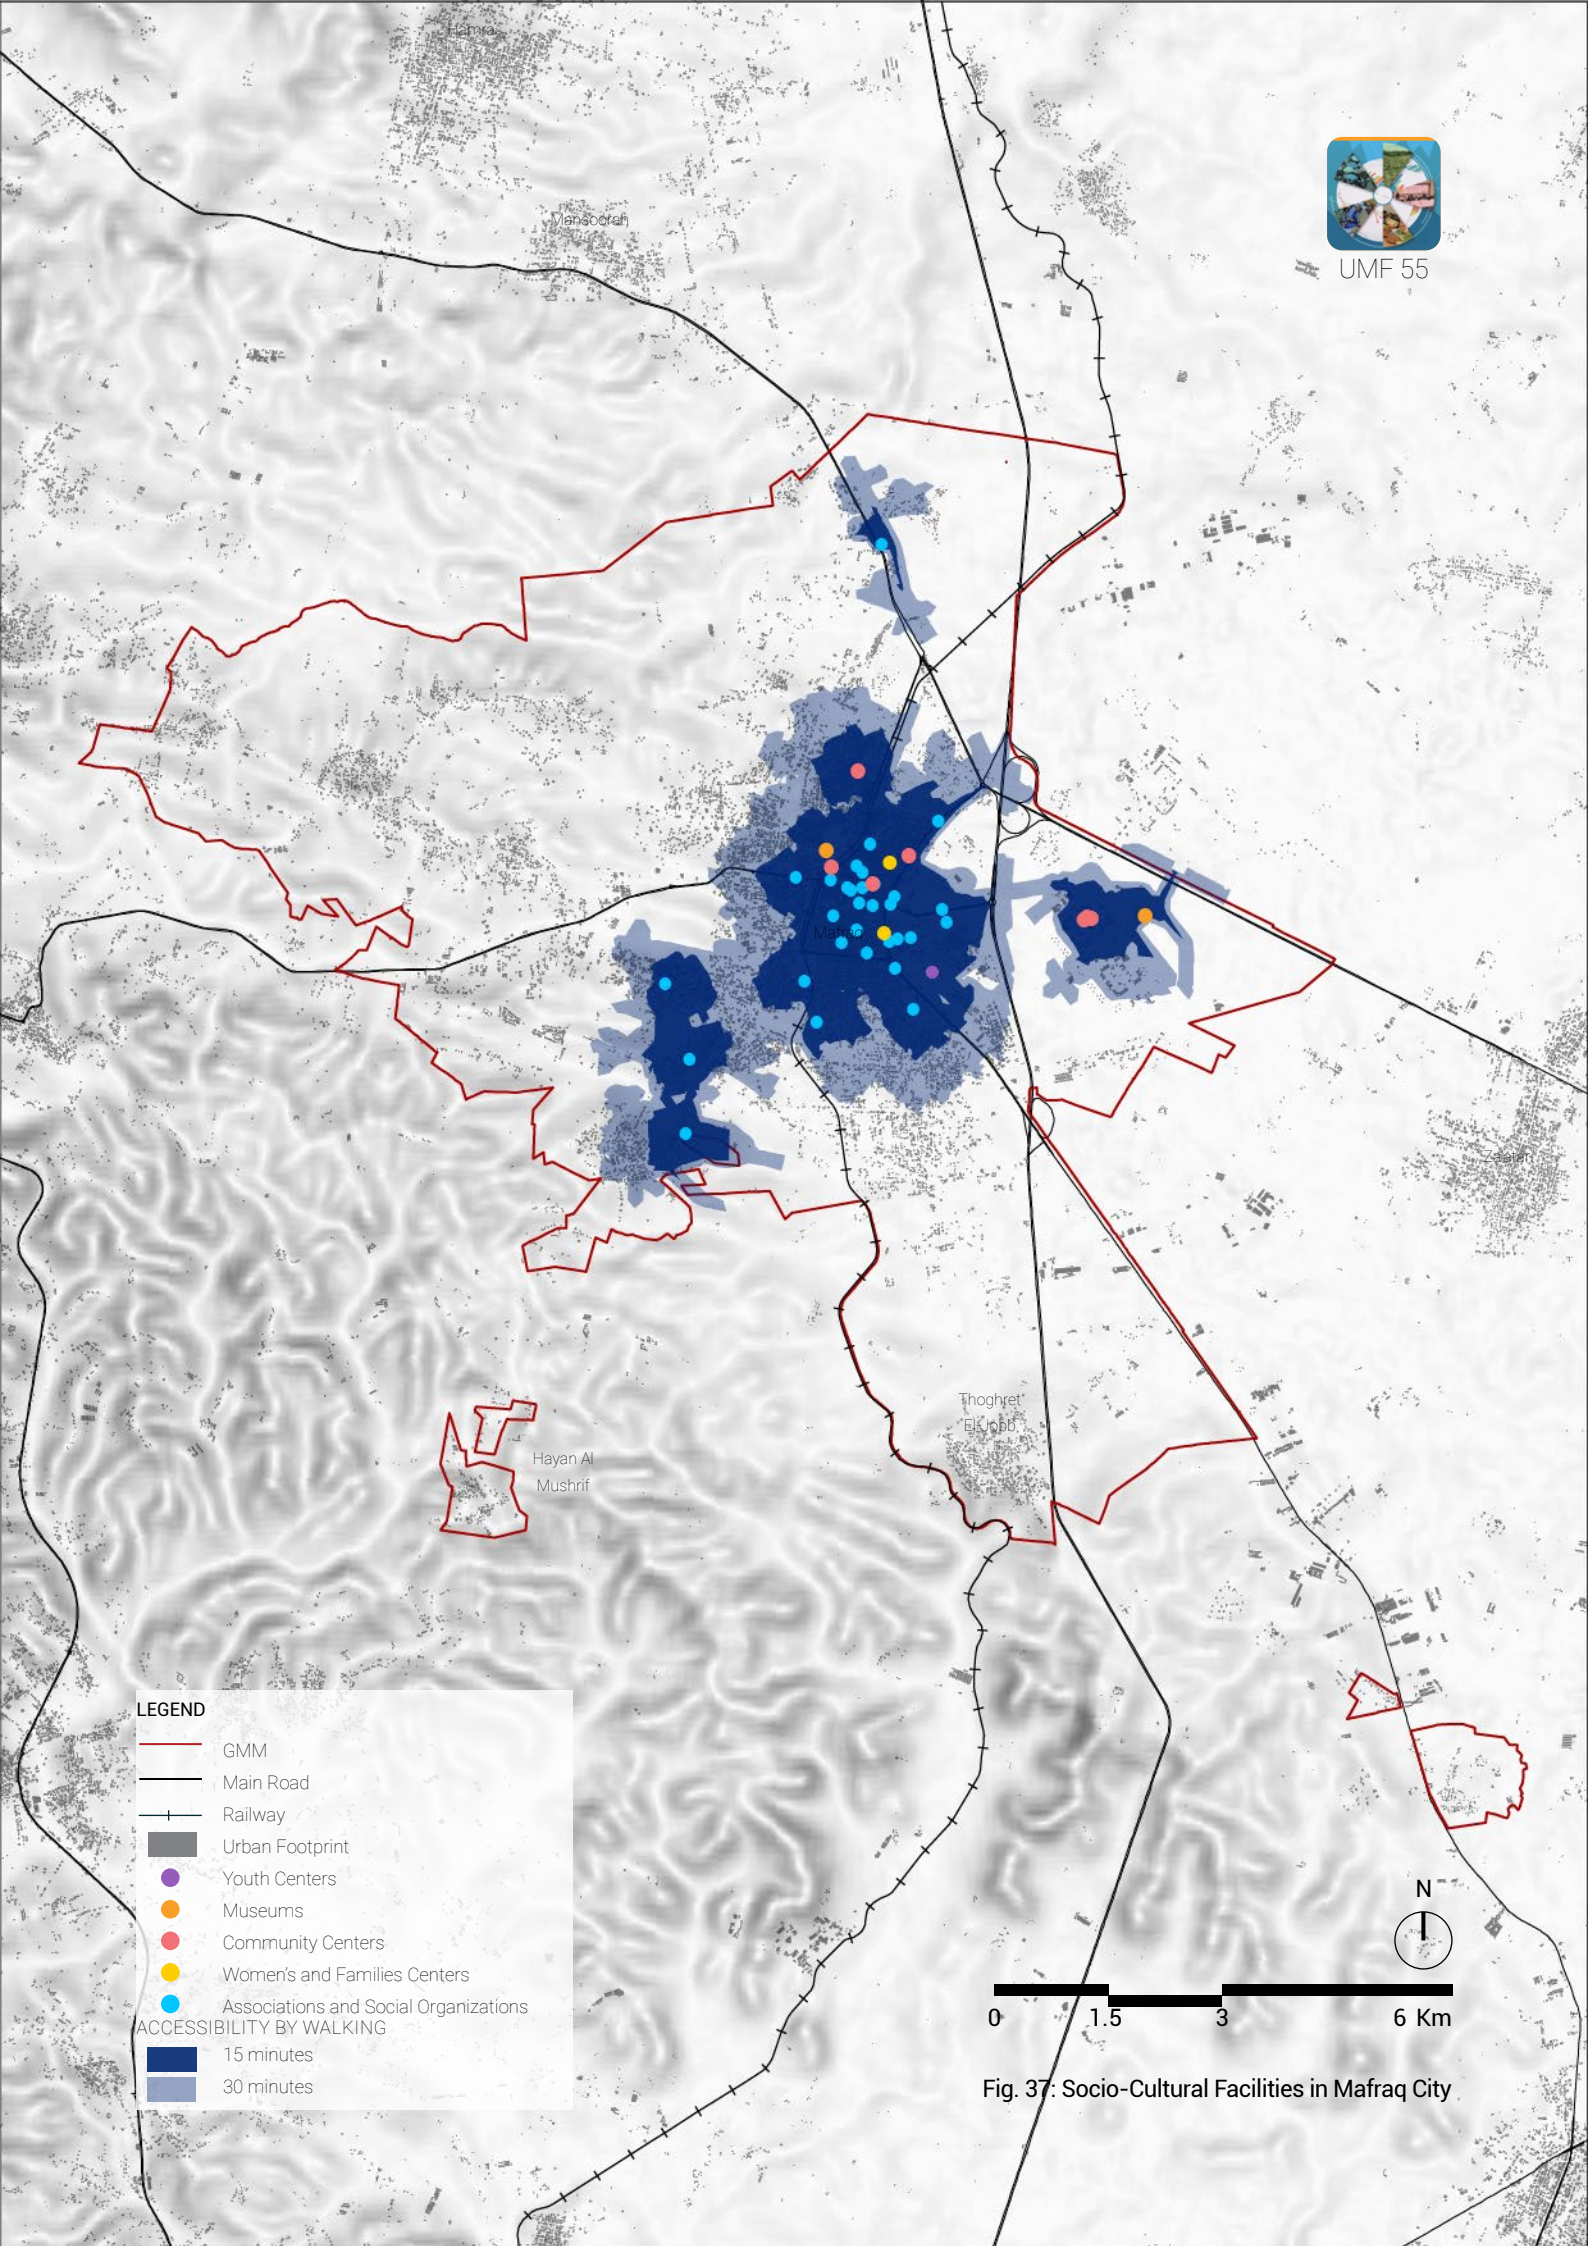 Hamra
Mansoorah
UMF 55
Mafraq
Zaatari
Thoghret
El-Jobb
Hayan Al
Mushrif
LEGEND
GMM
Main Road
Railway
Urban Footprint
Youth Centers
Museums
Community Centers
Women's and Families Centers
Associations and Social Organizations
ACCESSIBILITY BY WALKING
15 minutes
30 minutes
N
0 1.5 3 6 Km
Fig. 37: Socio-Cultural Facilities in Mafraq City